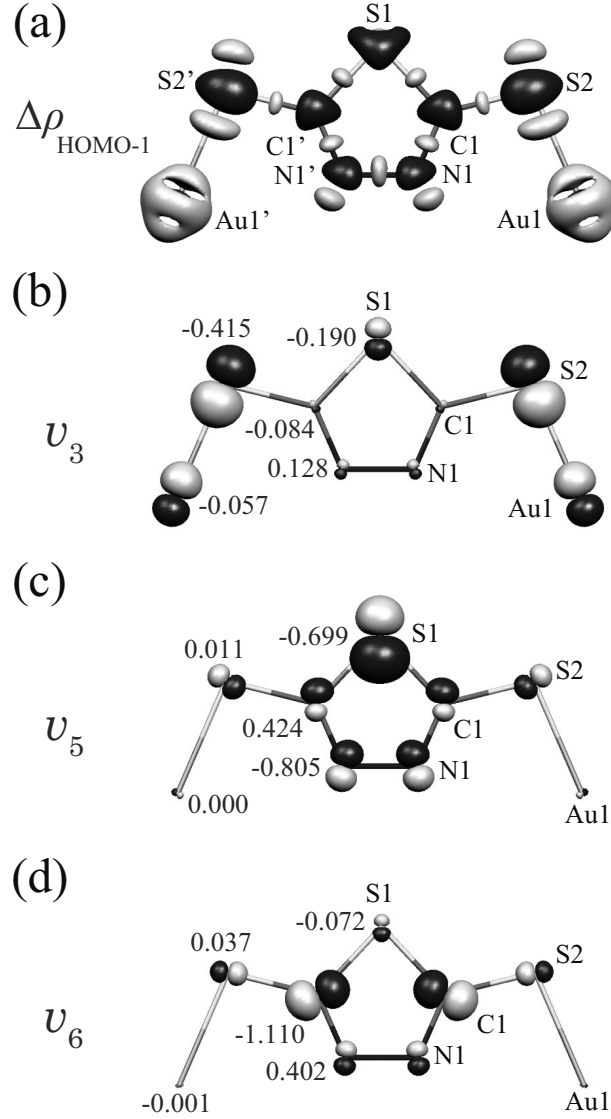 (a)
S1
S2'
S2
Δρ HOMO-1
C1'
C1
N1'
N1
Au1'
Au1
(b)
S1
-0.415
-0.190
S2
υ3
-0.084
C1
0.128
N1
-0.057
Au1
(c)
-0.699
S1
0.011
S2
υ5
0.424
C1
-0.805
N1
0.000
Au1
(d)
S1
-0.072
0.037
S2
υ6
-1.110
C1
0.402
N1
-0.001
Au1